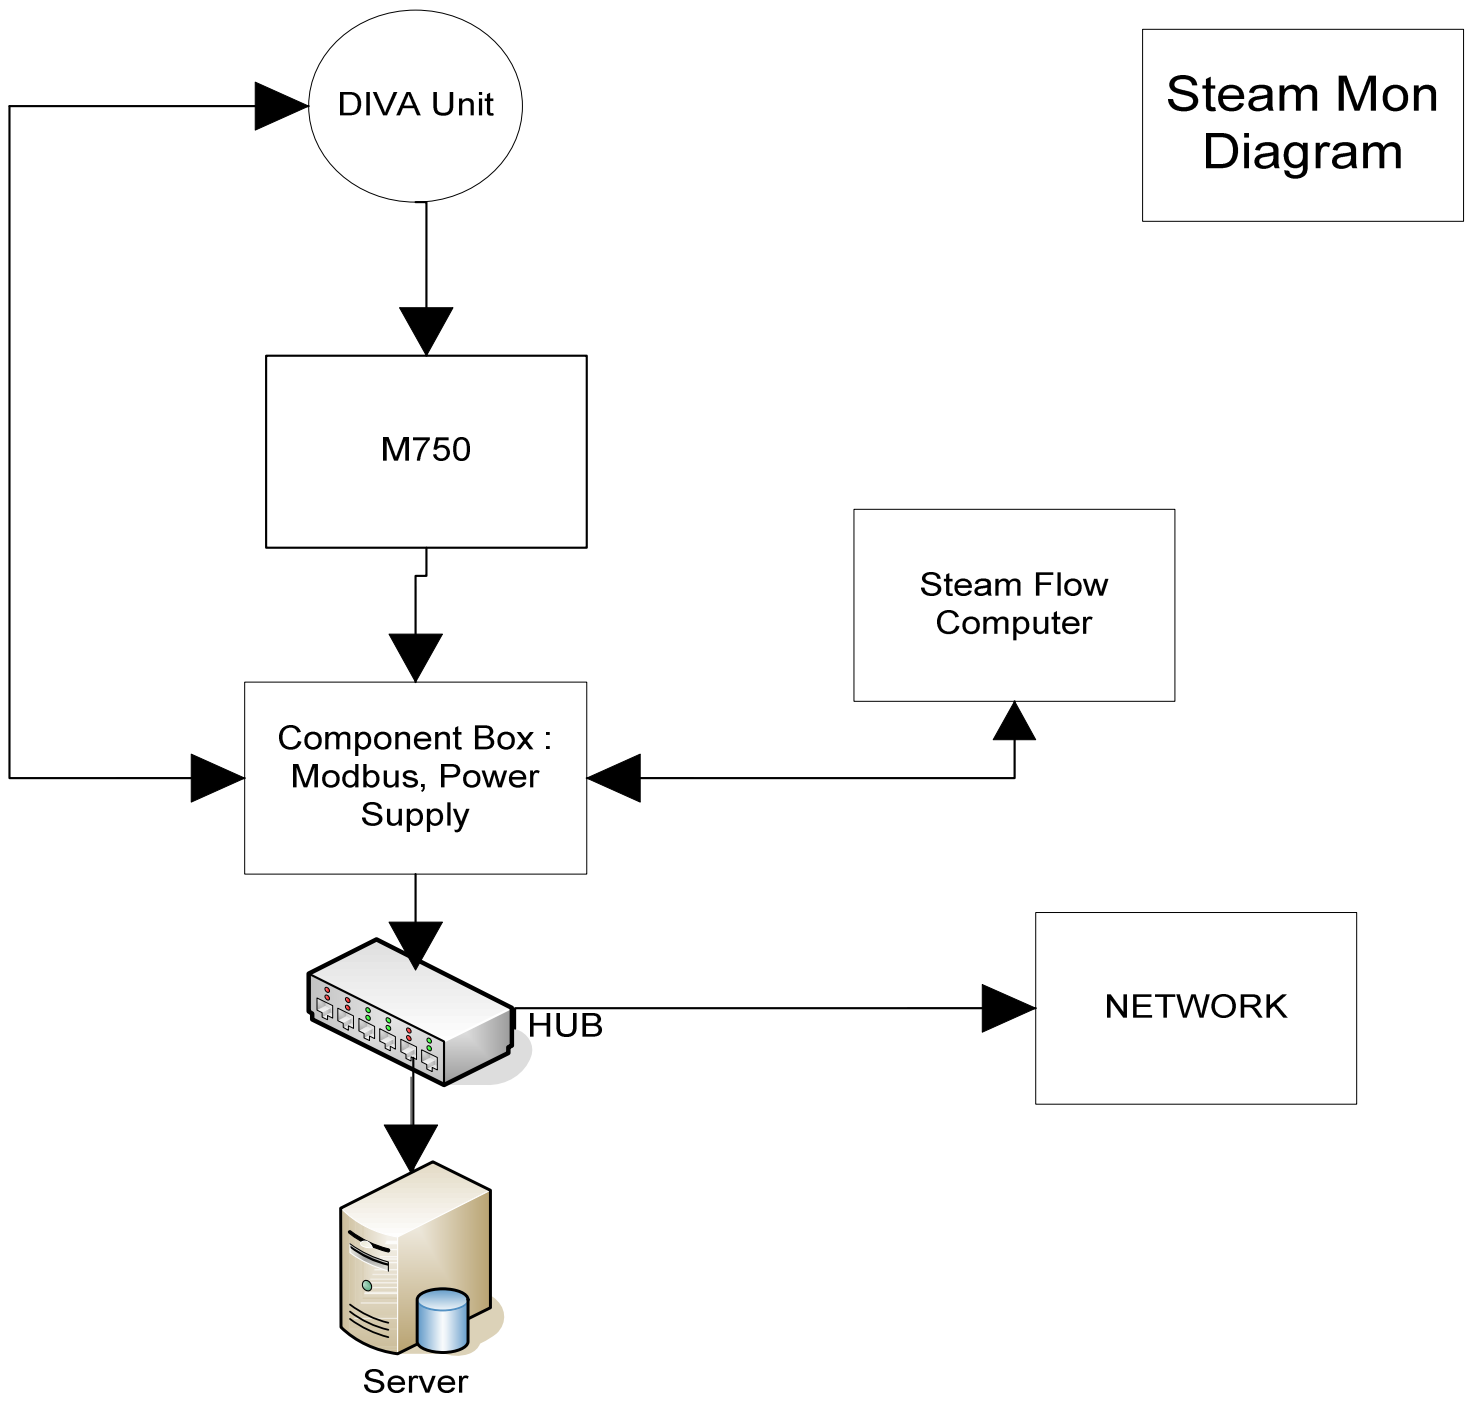 DIVA Unit
Steam Mon
Diagram
M750
Steam Flow
Computer
Component Box :
Modbus, Power
Supply
HUB
NETWORK
Server